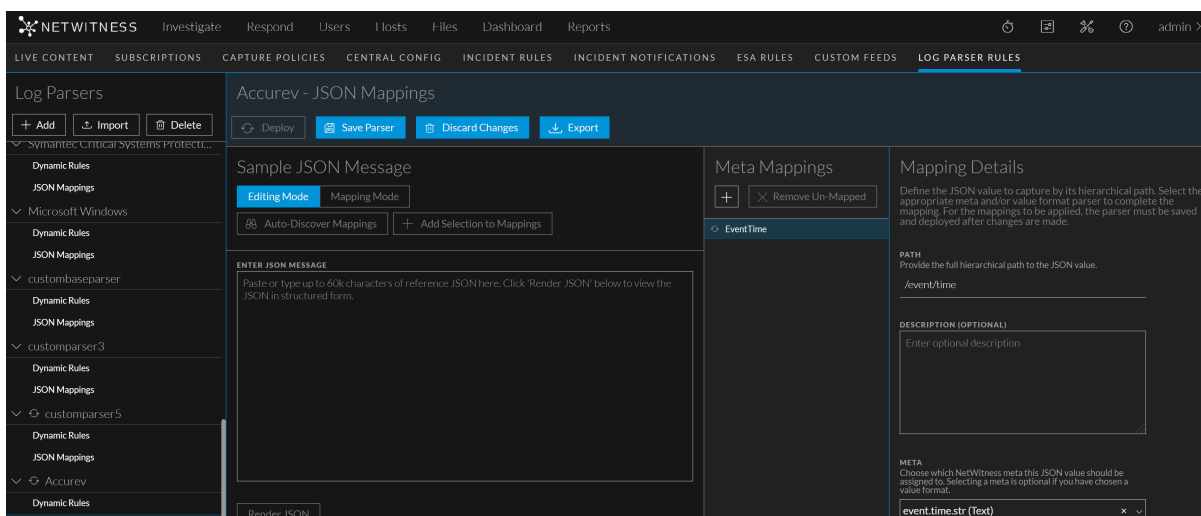 NETWITNESS Investigate Respond Users Hosts Files Dashboard Reports admin
LIVE CONTENT SUBSCRIPTIONS CAPTURE POLICIES CENTRAL CONFIG INCIDENT RULES INCIDENT NOTIFICATIONS ESA RULES CUSTOM FEEDS LOG PARSER RULES
Log Parsers
+ Add Import Delete
Symantec Critical Systems Protecti...
Dynamic Rules
JSON Mappings
Microsoft Windows
Dynamic Rules
JSON Mappings
custombaseparser
Dynamic Rules
JSON Mappings
customparser3
Dynamic Rules
JSON Mappings
customparser5
Dynamic Rules
JSON Mappings
Accurev
Dynamic Rules
Accurev - JSON Mappings
Deploy Save Parser Discard Changes Export
Sample JSON Message
Editing Mode Mapping Mode
Auto-Discover Mappings + Add Selection to Mappings
ENTER JSON MESSAGE
Paste or type up to 60k characters of reference JSON here. Click 'Render JSON' below to view the
JSON in structured form.
Render JSON
Meta Mappings
+ Remove Un-Mapped
EventTime
Mapping Details
Define the JSON value to capture by its hierarchical path. Select the
appropriate meta and/or value format parser to complete the
mapping. For the mappings to be applied, the parser must be saved
and deployed after changes are made.
PATH
Provide the full hierarchical path to the JSON value.
/event/time
DESCRIPTION (OPTIONAL)
Enter optional description
META
Choose which NetWitness meta this JSON value should be
assigned to. Selecting a meta is optional if you have chosen a
value format.
event.time.str (Text) ×